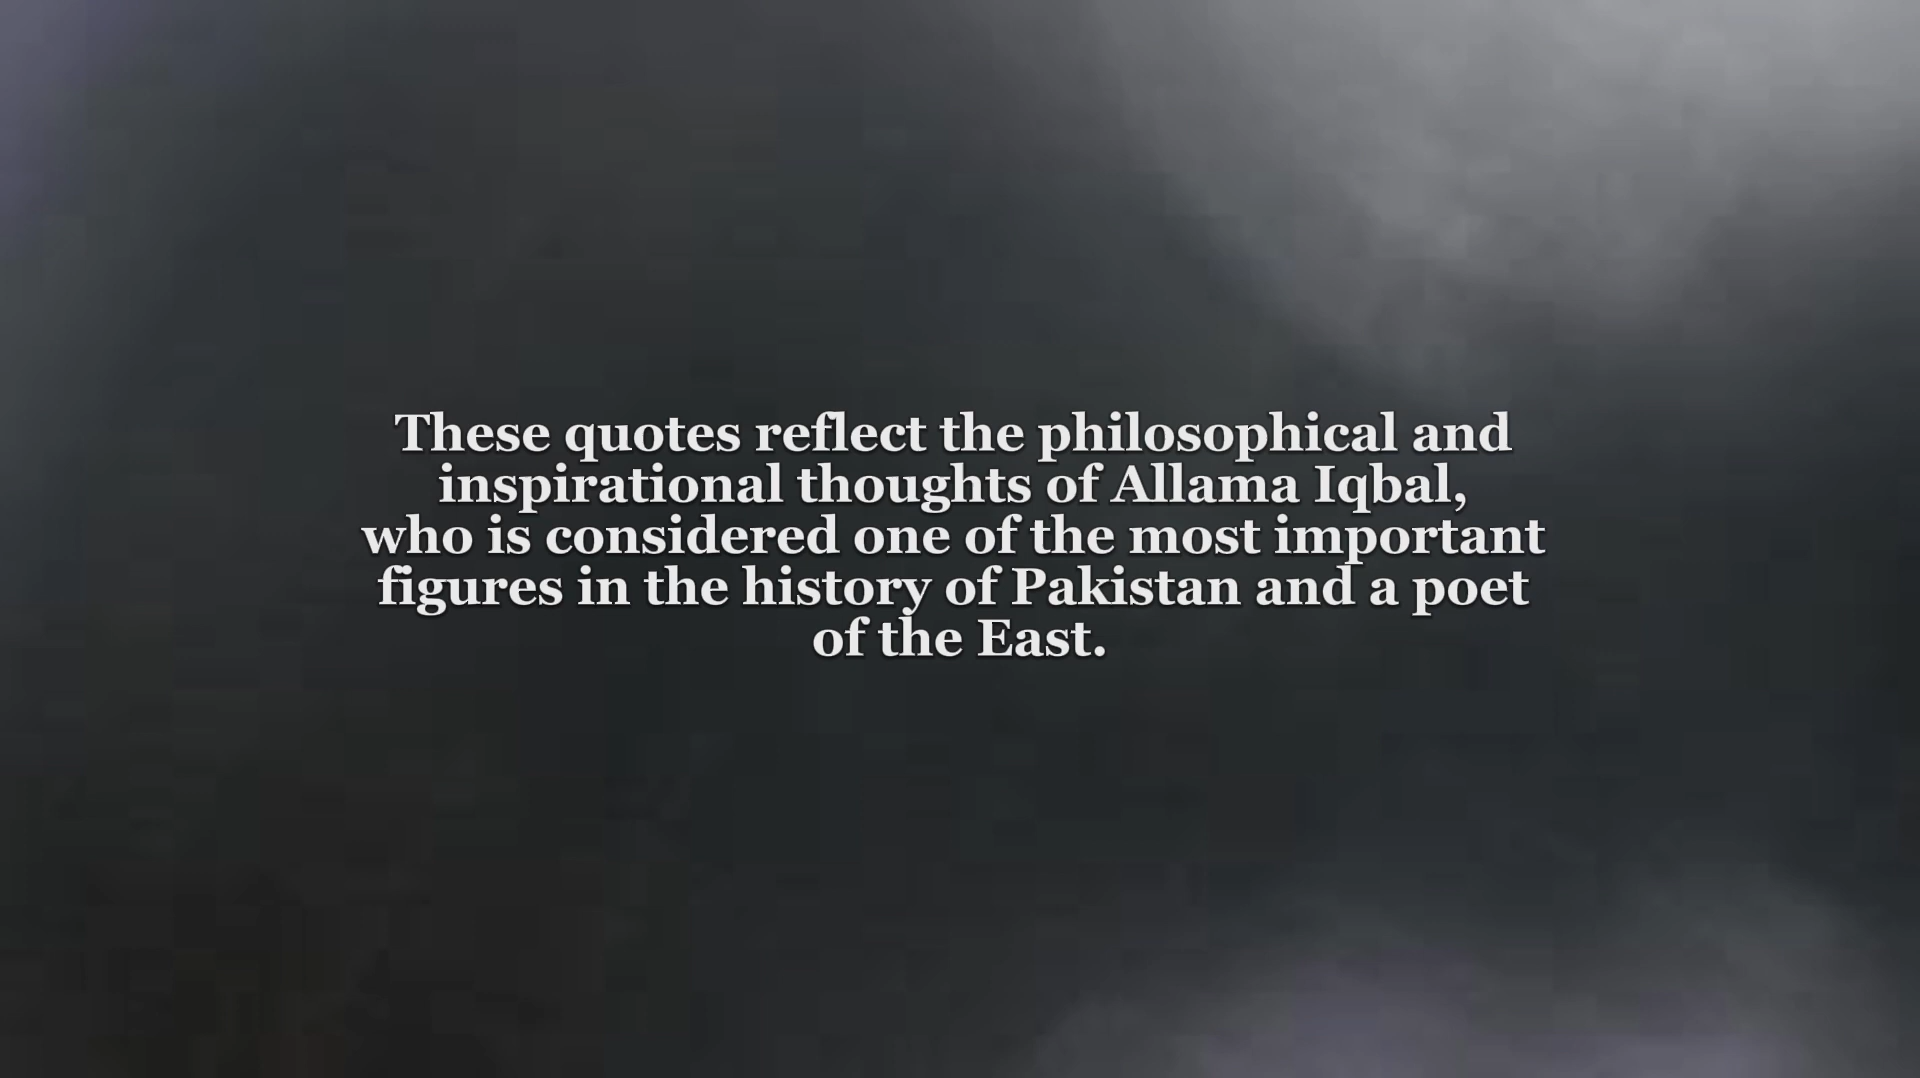 These quotes reflect the philosophical and
inspirational thoughts of Allama Iqbal,
who is considered one of the most important
figures in the history of Pakistan and a poet
of the East.